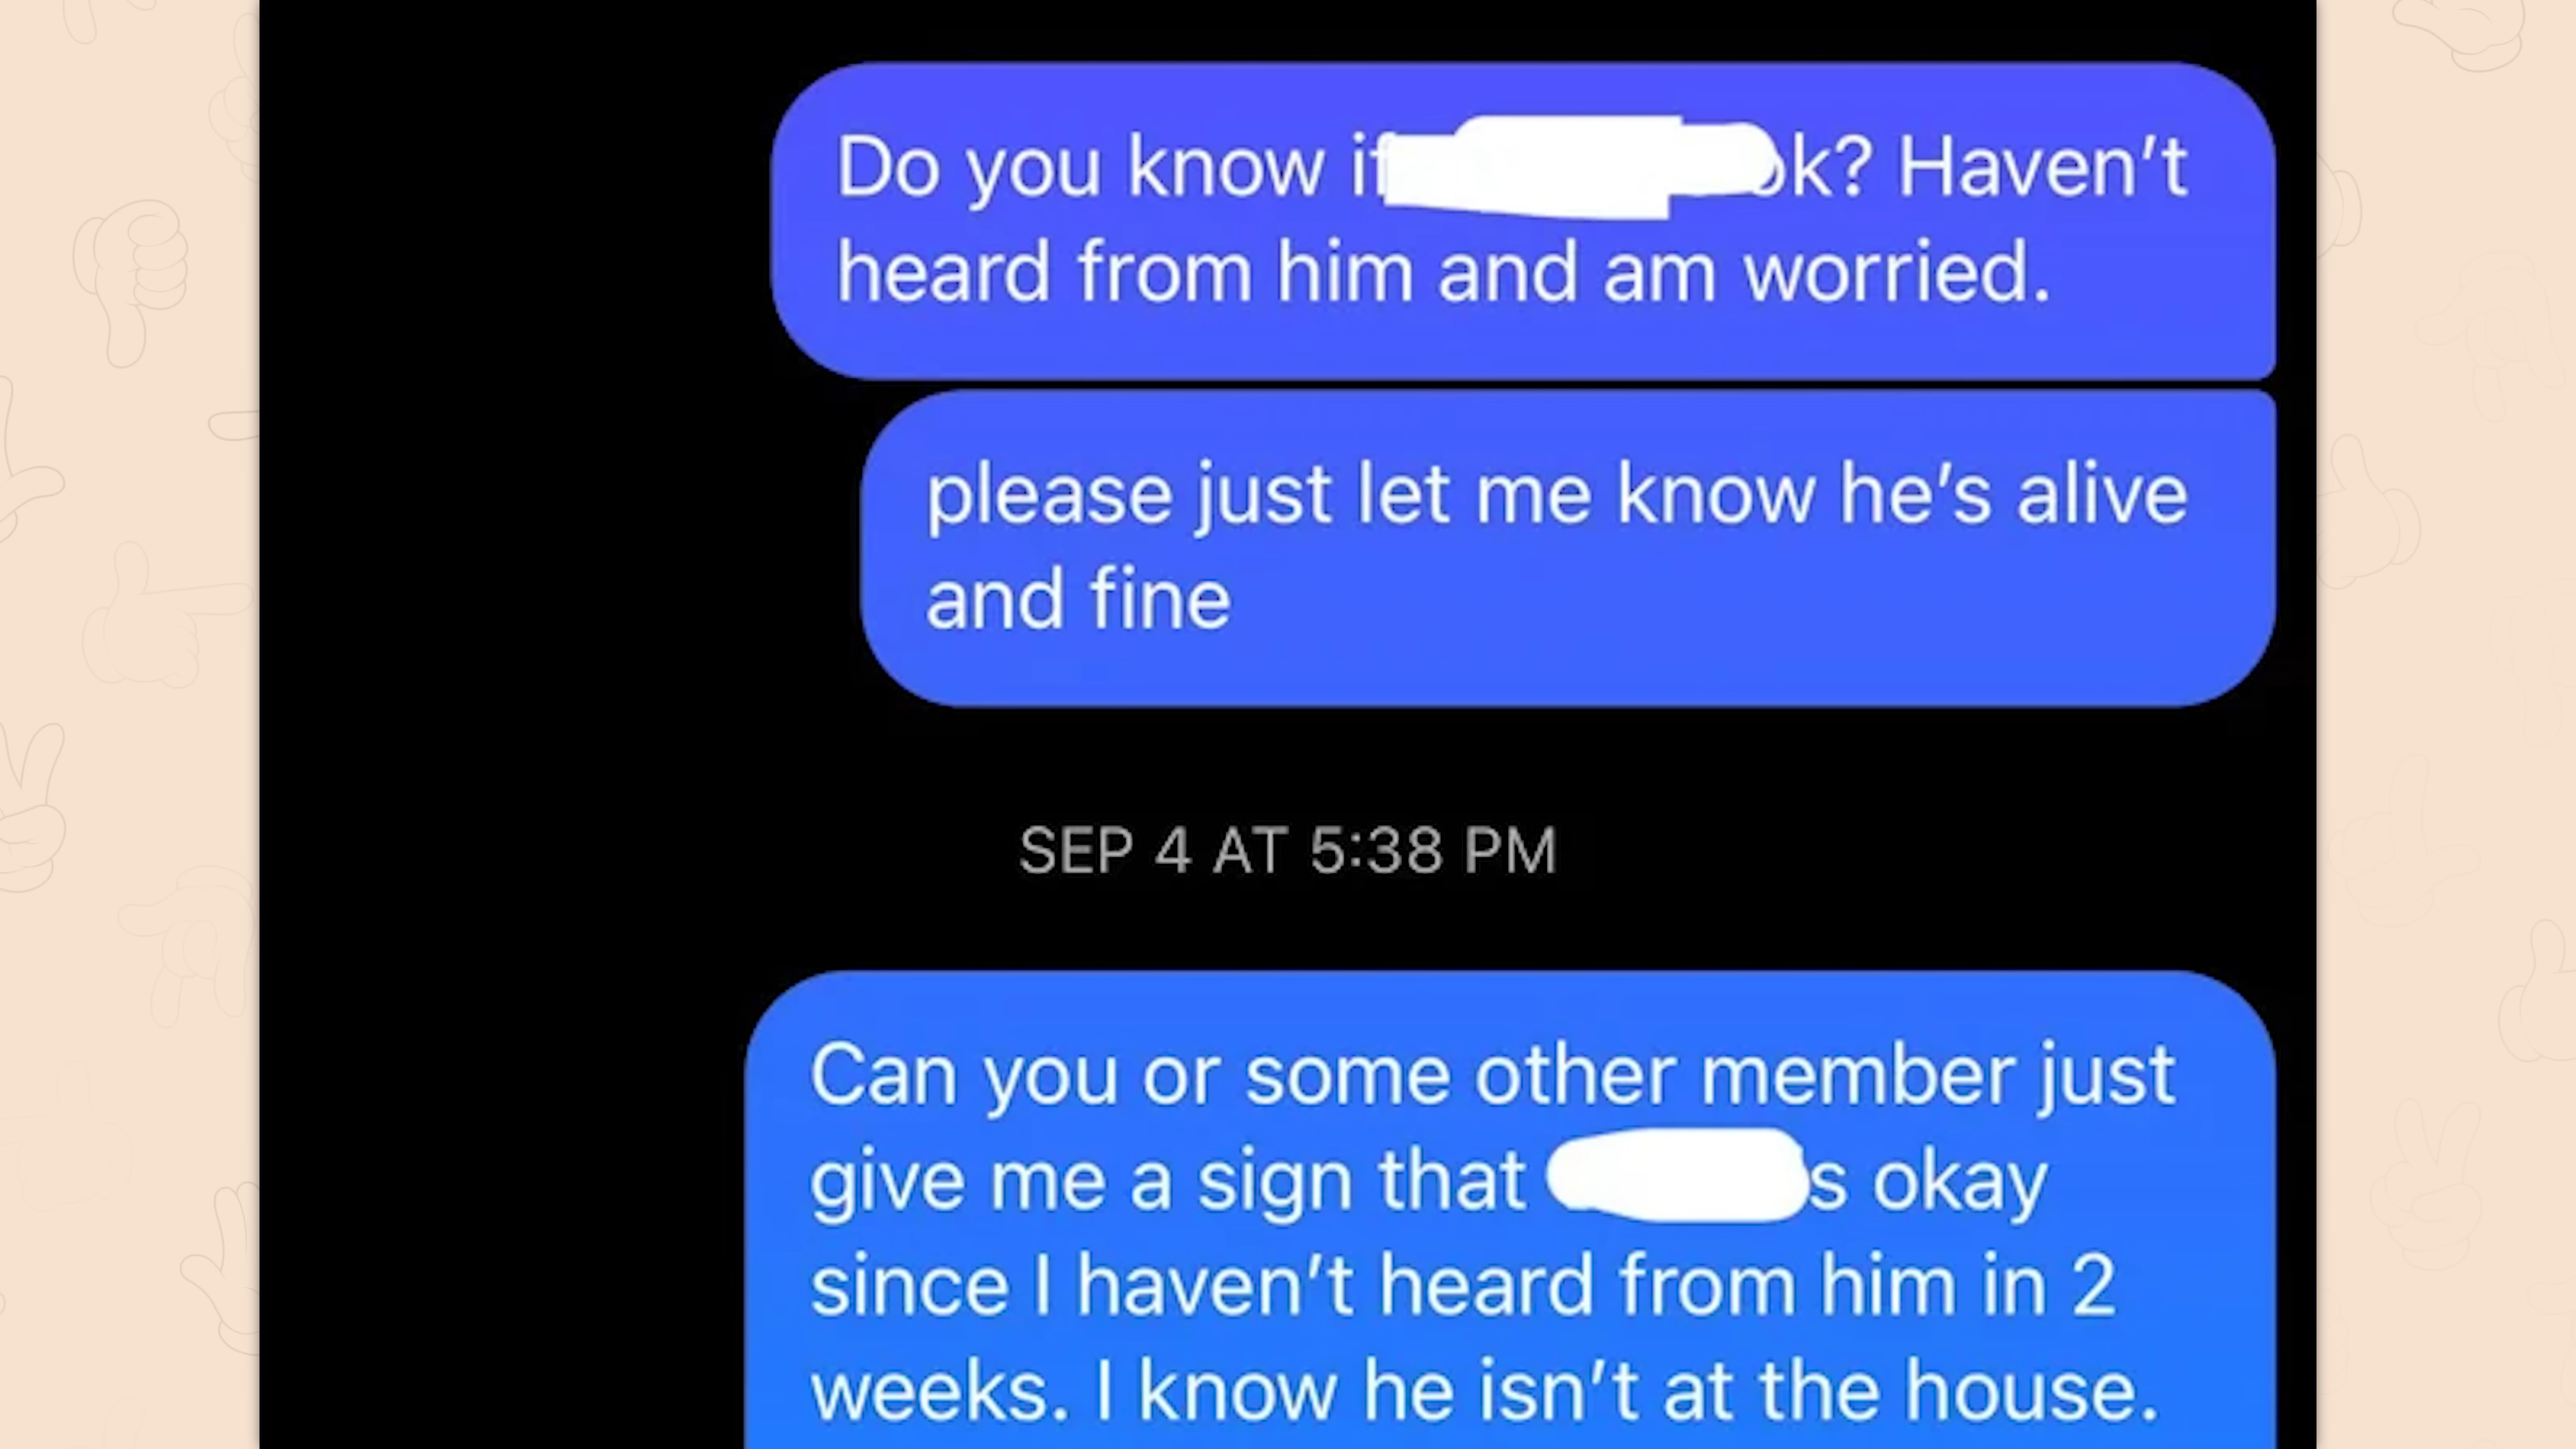 Do you know if ok? Haven't
heard from him and am worried.
please just let me know he's alive
and fine
SEP 4 AT 5:38 PM
Can you or some other member just
give me a sign that s okay
since I haven't heard from him in 2
weeks. I know he isn't at the house.